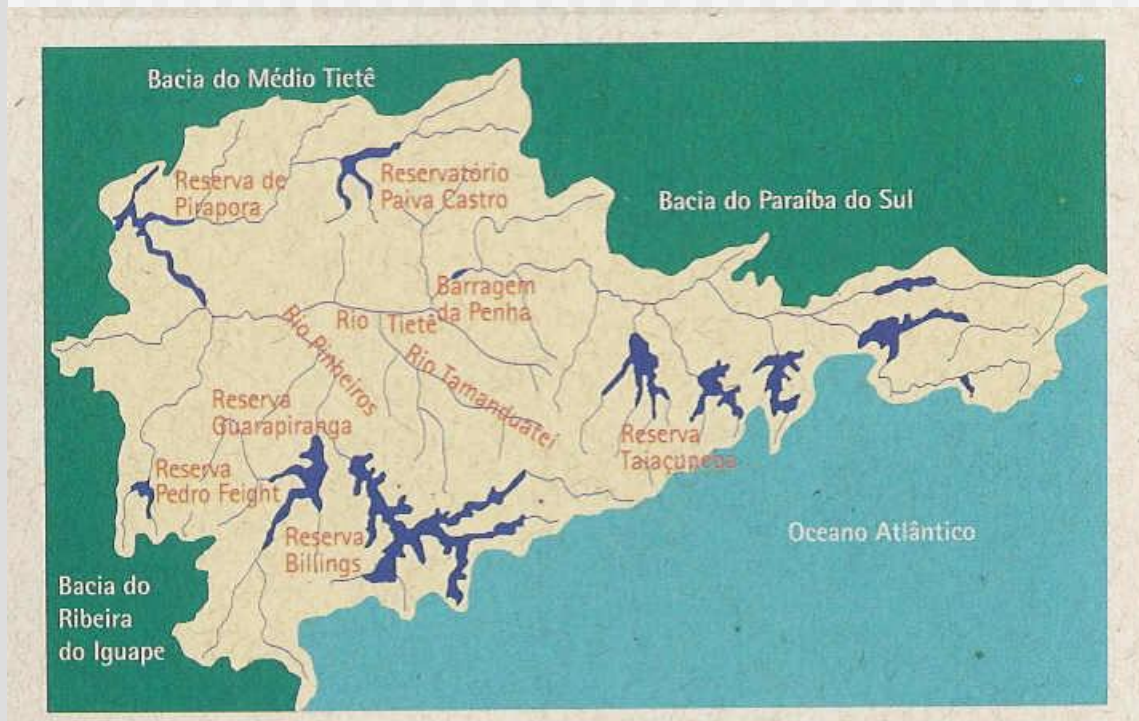 Bacia do Médio Tietê
Reserva de
Pirapora
Reservatório
Paiva Castro
Bacia do Paraíba do Sul
Barragem
da Penha
Rio Tietê
Rio Pinheiros
Rio Tamanduateí
Reserva
Guarapiranga
Reserva
Taiaçupeba
Reserva
Pedro Feight
Reserva
Billings
Oceano Atlântico
Bacia do
Ribeira
do Iguape